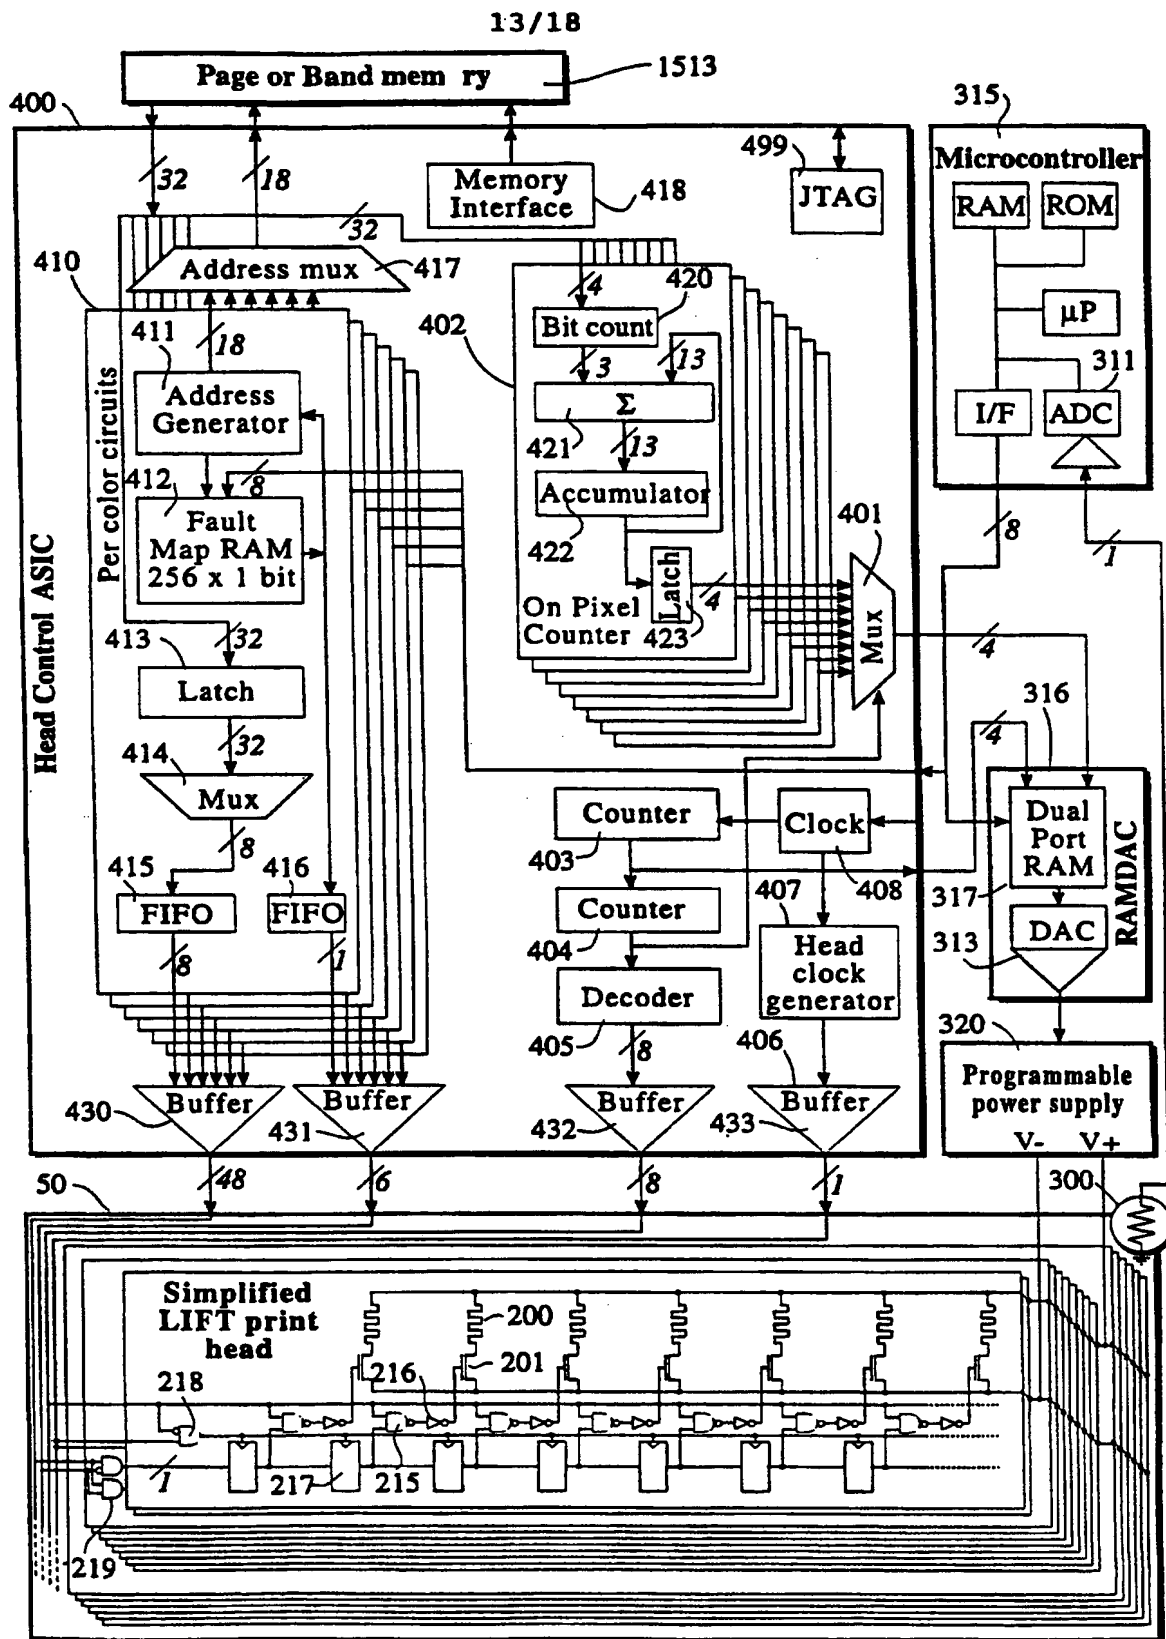 13/18
Page or Band mem ry
1513
400
315
32
18
499
Microcontroller
Memory
Interface
418
JTAG
RAM
ROM
32
410
Address mux
417
4
420
μP
411
18
402
Bit count
3
13
311
Per color circuits
Address
Generator
Σ
I/F
ADC
421
13
412
8
Accumulator
Fault
Map RAM
256 x 1 bit
422
401
8
1
Head Control ASIC
Latch
4
On Pixel
Counter
423
Mux
4
413
32
Latch
316
4
414
32
Mux
Counter
Clock
Dual
Port
RAM
RAMDAC
8
403
408
317
415
416
407
FIFO
FIFO
Counter
DAC
404
313
8
1
Head
clock
generator
Decoder
405
8
406
320
Buffer
Buffer
Buffer
Buffer
Programmable
power supply
430
431
432
433
V-
V+
48
6
8
1
50
300
Simplified
LIFT print
head
200
201
216
218
1
217
215
219